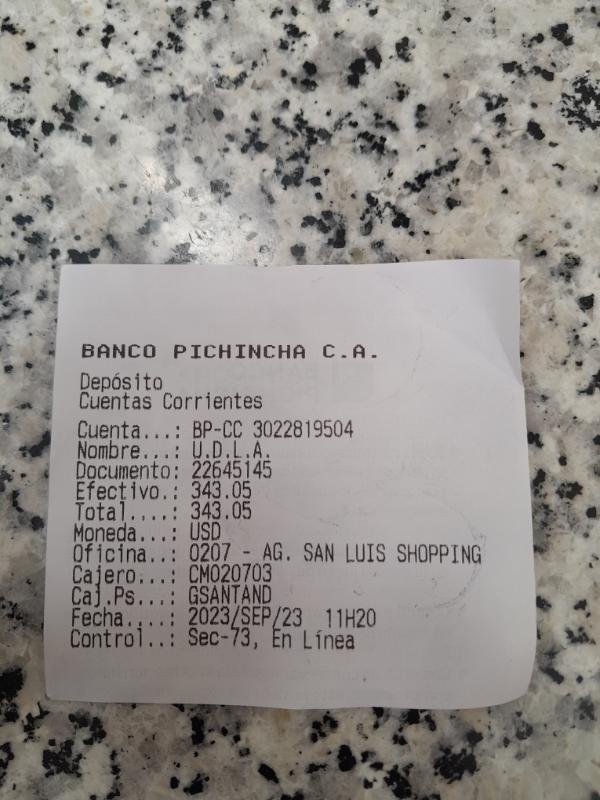 BANCO PICHINCHA C.A.
Depósito
Cuentas Corrientes
Cuenta...: BP-CC 3022819504
Nombre...: U.D.L.A.
Documento: 22645145
Efectivo.: 343.05
Total....: 343.05
Moneda...: USD
Oficina..: 0207 - AG. SAN LUIS SHOPPING
Cajero...: CM020703
Caj.Ps...: GSANTAND
Fecha....: 2023/SEP/23 11H20
Control..: Sec-73, En Línea